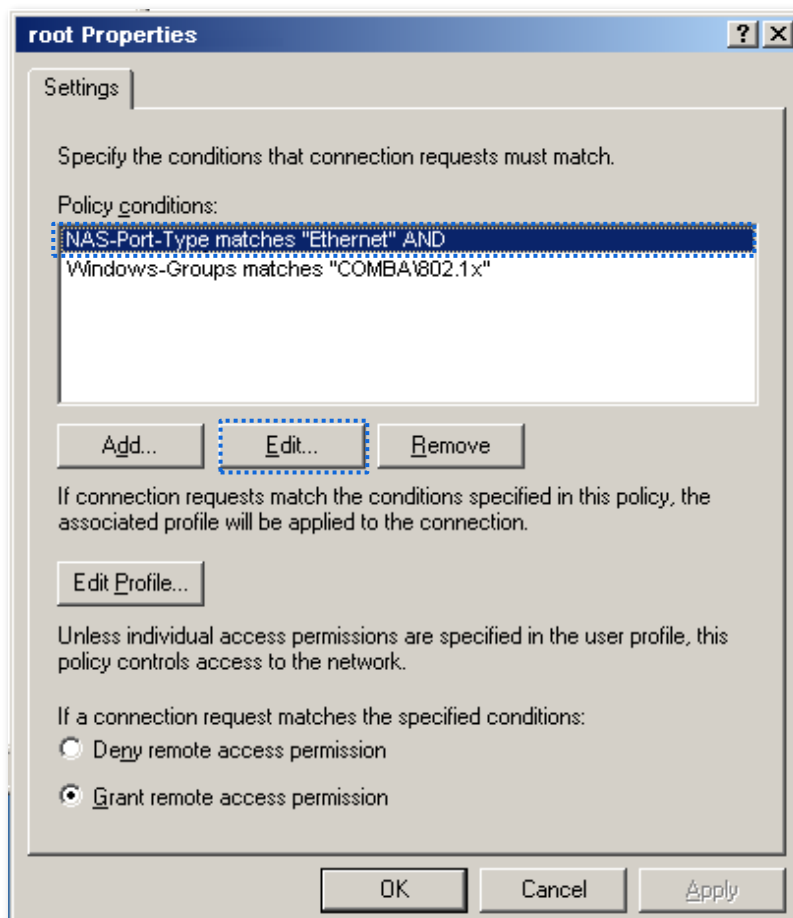 root Properties
Settings
Specify the conditions that connection requests must match.
Policy conditions:
NAS-Port-Type matches "Ethernet" AND
Windows-Groups matches "COMBA\802.1x"
Add... Edit... Remove
If connection requests match the conditions specified in this policy, the
associated profile will be applied to the connection.
Edit Profile...
Unless individual access permissions are specified in the user profile, this
policy controls access to the network.
If a connection request matches the specified conditions:
Deny remote access permission
Grant remote access permission
OK Cancel Apply